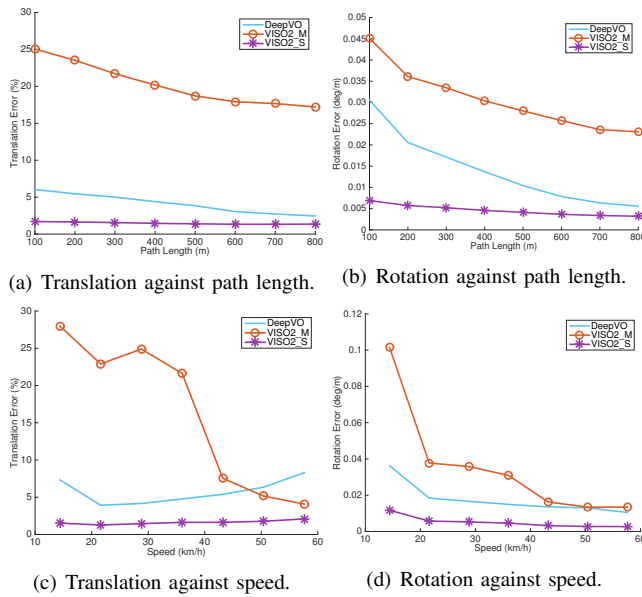 30
25
20
15
10
5
0
Translation Error (%)
100 200 300 400 500 600 700 800
Path Length (m)
DeepVO
VISO2_M
VISO2_S
(a) Translation against path length.
0.05
0.045
0.04
0.035
0.03
0.025
0.02
0.015
0.01
0.005
0
Rotation Error (deg/m)
100 200 300 400 500 600 700 800
Path Length (m)
DeepVO
VISO2_M
VISO2_S
(b) Rotation against path length.
30
25
20
15
10
5
0
Translation Error (%)
10 20 30 40 50 60
Speed (km/h)
DeepVO
VISO2_M
VISO2_S
(c) Translation against speed.
0.12
0.1
0.08
0.06
0.04
0.02
0
Rotation Error (deg/m)
10 20 30 40 50 60
Speed (km/h)
DeepVO
VISO2_M
VISO2_S
(d) Rotation against speed.